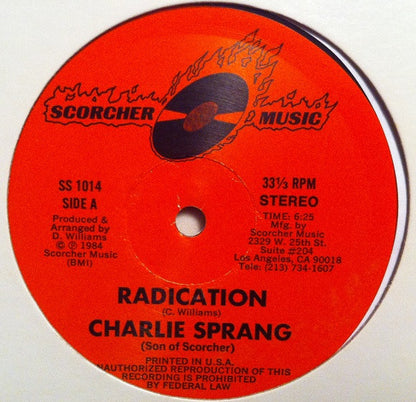 SCORCHER MUSIC
SS 1014
SIDE A
Produced &
Arranged by
D. Williams
© ℗ 1984
Scorcher Music
(BMI)
33⅓ RPM
STEREO
TIME: 6:25
Mfg. by
Scorcher Music
2329 W. 25th St.
Suite #204
Los Angeles, CA 90018
Tele: (213) 734-1607
RADICATION
(C. Williams)
CHARLIE SPRANG
(Son of Scorcher)
PRINTED IN U.S.A.
UNAUTHORIZED REPRODUCTION OF THIS
RECORDING IS PROHIBITED
BY FEDERAL LAW